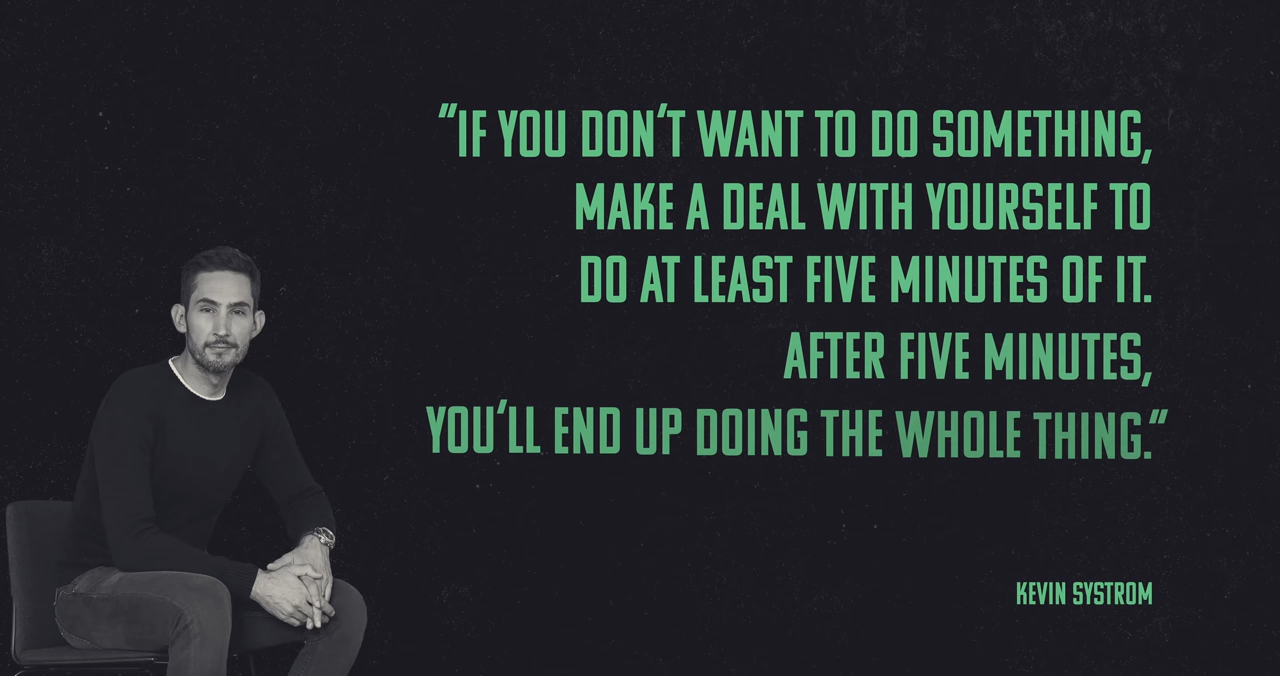 "IF YOU DON'T WANT TO DO SOMETHING,
MAKE A DEAL WITH YOURSELF TO
DO AT LEAST FIVE MINUTES OF IT.
AFTER FIVE MINUTES,
YOU'LL END UP DOING THE WHOLE THING."
KEVIN SYSTROM